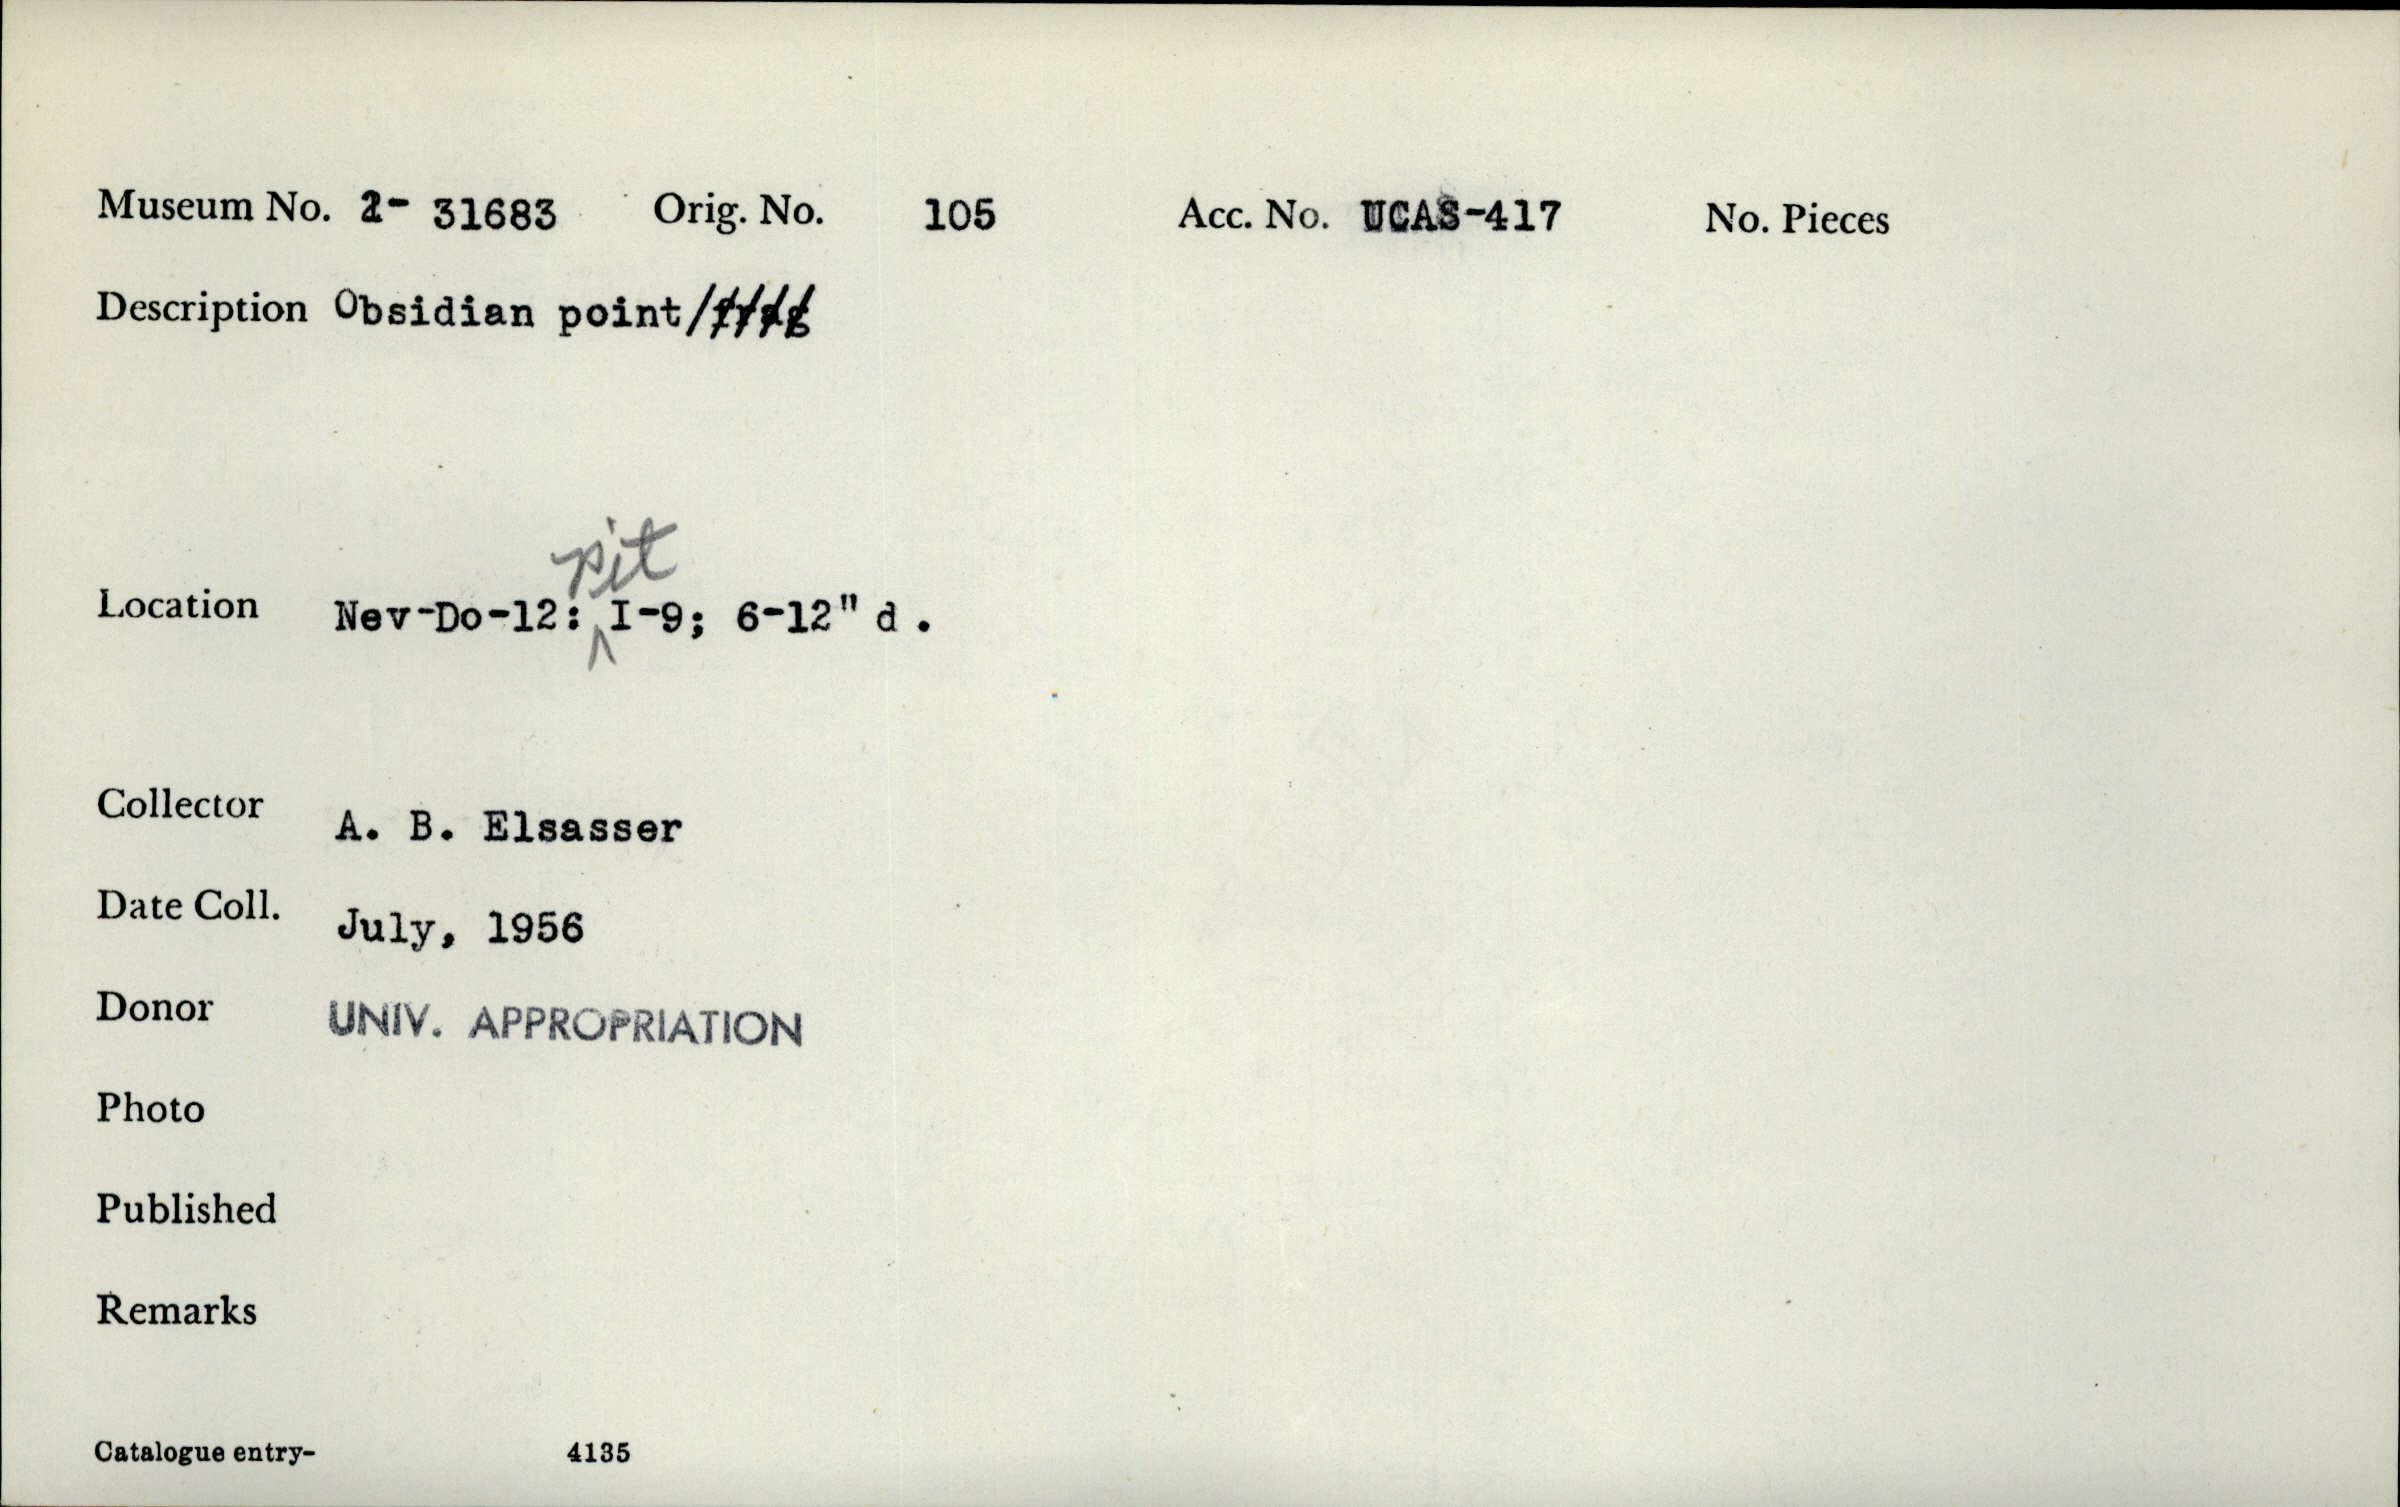 Museum No. 2- 31683 Orig. No. 105 Acc. No. UCAS-417 No. Pieces
Description Obsidian point
pit
Location Nev-Do-12: ^ I-9; 6-12" d .
Collector A. B. Elsasser
Date Coll. July, 1956
Donor UNIV. APPROPRIATION
Photo
Published
Remarks
Catalogue entry- 4135